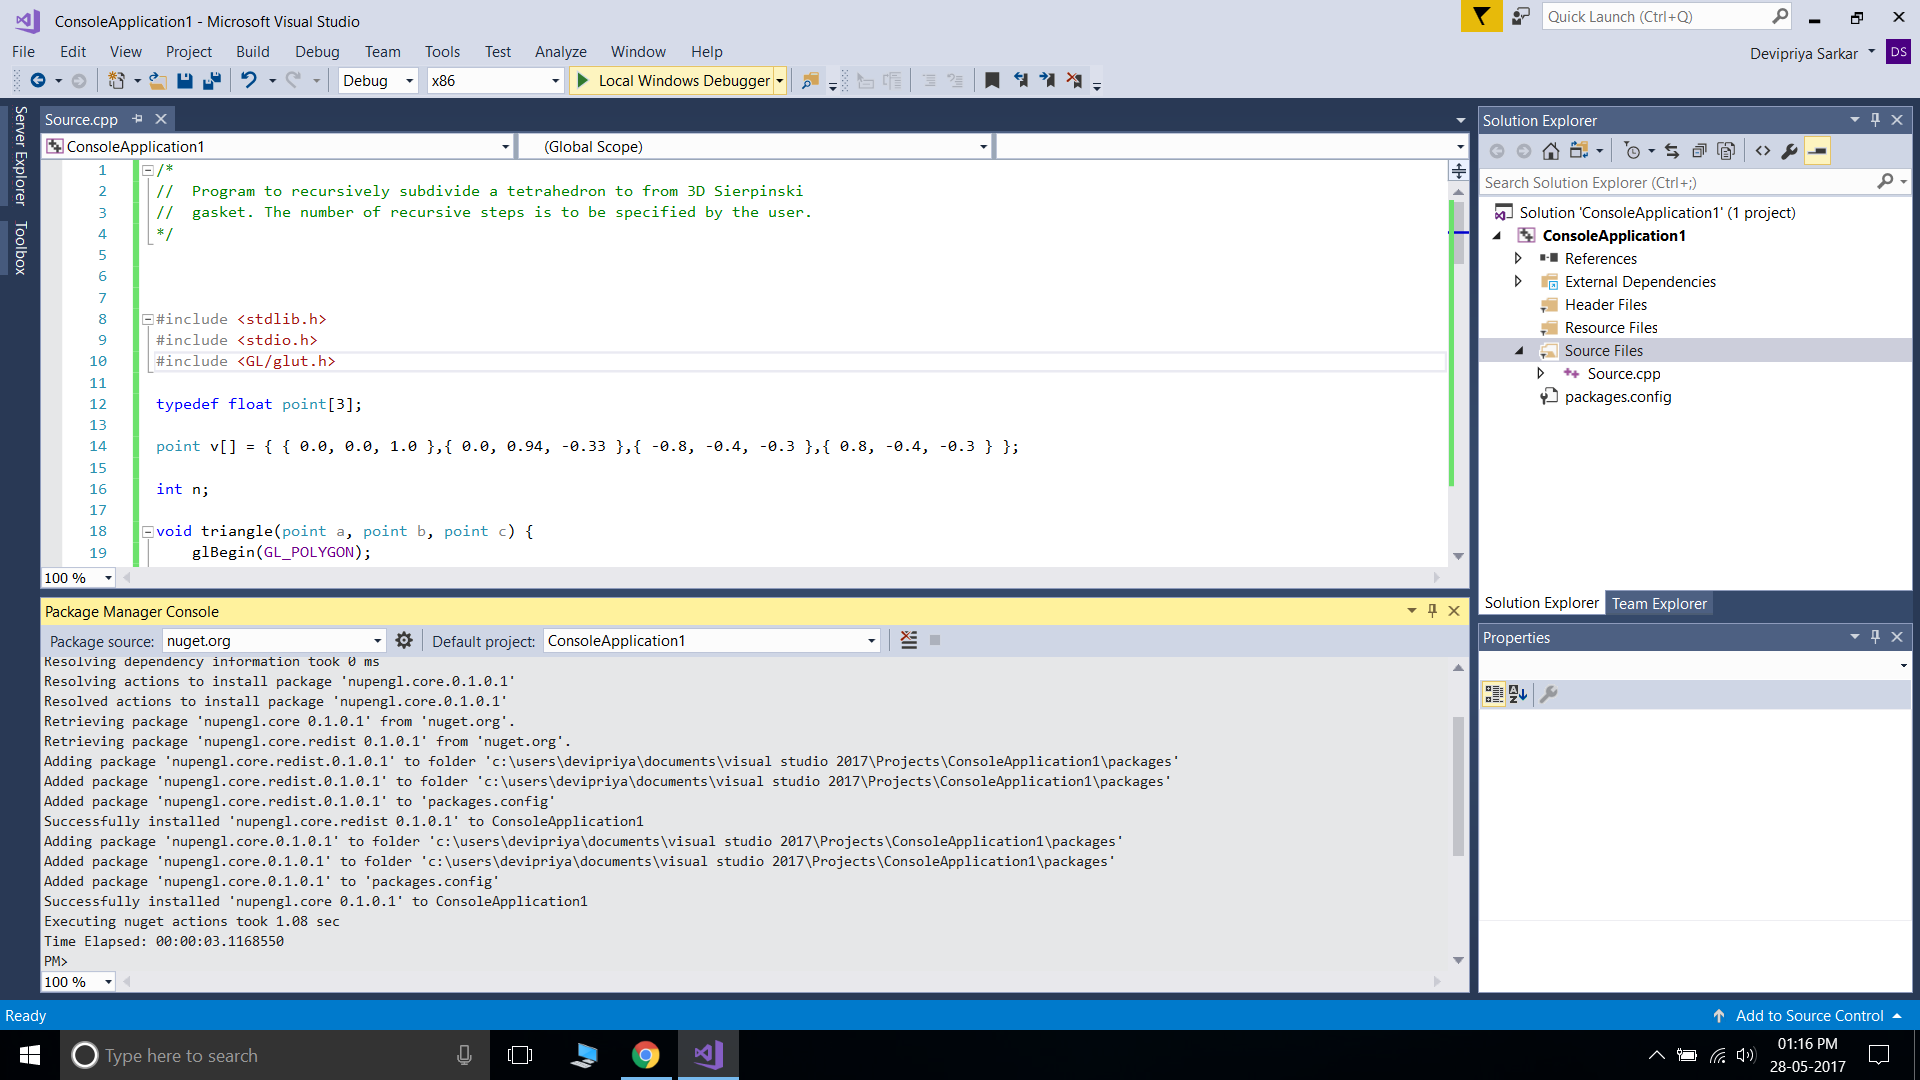 ConsoleApplication1 - Microsoft Visual Studio
Quick Launch (Ctrl+Q)
File Edit View Project Build Debug Team Tools Test Analyze Window Help
Devipriya Sarkar DS
Debug x86 Local Windows Debugger
Server Explorer
Toolbox
Source.cpp
ConsoleApplication1 (Global Scope)
1 /*
2 // Program to recursively subdivide a tetrahedron to from 3D Sierpinski
3 // gasket. The number of recursive steps is to be specified by the user.
4 */
5
6
7
8 #include <stdlib.h>
9 #include <stdio.h>
10 #include <GL/glut.h>
11
12 typedef float point[3];
13
14 point v[] = { { 0.0, 0.0, 1.0 },{ 0.0, 0.94, -0.33 },{ -0.8, -0.4, -0.3 },{ 0.8, -0.4, -0.3 } };
15
16 int n;
17
18 void triangle(point a, point b, point c) {
19 glBegin(GL_POLYGON);
100 %
Package Manager Console
Package source: nuget.org Default project: ConsoleApplication1
Resolving dependency information took 0 ms
Resolving actions to install package 'nupengl.core.0.1.0.1'
Resolved actions to install package 'nupengl.core.0.1.0.1'
Retrieving package 'nupengl.core 0.1.0.1' from 'nuget.org'.
Retrieving package 'nupengl.core.redist 0.1.0.1' from 'nuget.org'.
Adding package 'nupengl.core.redist.0.1.0.1' to folder 'c:\users\devipriya\documents\visual studio 2017\Projects\ConsoleApplication1\packages'
Added package 'nupengl.core.redist.0.1.0.1' to folder 'c:\users\devipriya\documents\visual studio 2017\Projects\ConsoleApplication1\packages'
Added package 'nupengl.core.redist.0.1.0.1' to 'packages.config'
Successfully installed 'nupengl.core.redist 0.1.0.1' to ConsoleApplication1
Adding package 'nupengl.core.0.1.0.1' to folder 'c:\users\devipriya\documents\visual studio 2017\Projects\ConsoleApplication1\packages'
Added package 'nupengl.core.0.1.0.1' to folder 'c:\users\devipriya\documents\visual studio 2017\Projects\ConsoleApplication1\packages'
Added package 'nupengl.core.0.1.0.1' to 'packages.config'
Successfully installed 'nupengl.core 0.1.0.1' to ConsoleApplication1
Executing nuget actions took 1.08 sec
Time Elapsed: 00:00:03.1168550
PM>
100 %
Solution Explorer
Search Solution Explorer (Ctrl+;)
Solution 'ConsoleApplication1' (1 project)
ConsoleApplication1
References
External Dependencies
Header Files
Resource Files
Source Files
Source.cpp
packages.config
Solution Explorer Team Explorer
Properties
Ready
Add to Source Control
Type here to search
01:16 PM
28-05-2017